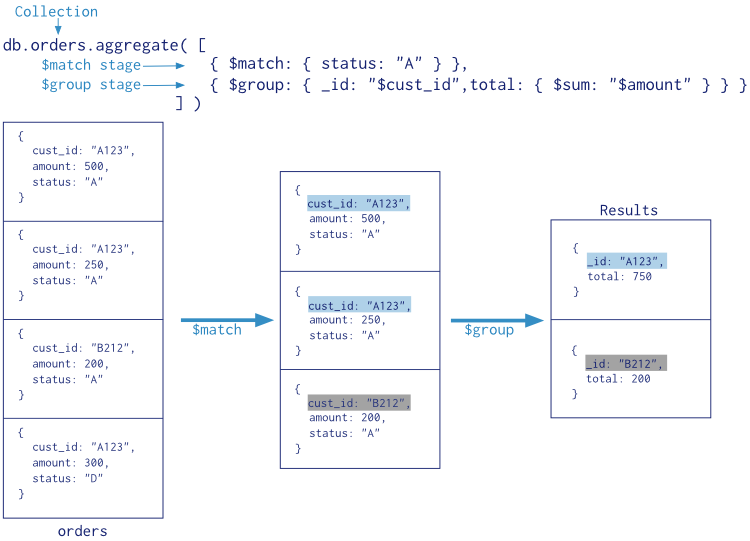 Collection
db.orders.aggregate( [
$match stage
{ $match: { status: "A" } },
$group stage
{ $group: { _id: "$cust_id",total: { $sum: "$amount" } } }
] )
{
cust_id: "A123",
amount: 500,
status: "A"
}
{
cust_id: "A123",
amount: 250,
status: "A"
}
{
cust_id: "B212",
amount: 200,
status: "A"
}
{
cust_id: "A123",
amount: 300,
status: "D"
}
orders
$match
{
cust_id: "A123",
amount: 500,
status: "A"
}
{
cust_id: "A123",
amount: 250,
status: "A"
}
{
cust_id: "B212",
amount: 200,
status: "A"
}
$group
Results
{
_id: "A123",
total: 750
}
{
_id: "B212",
total: 200
}